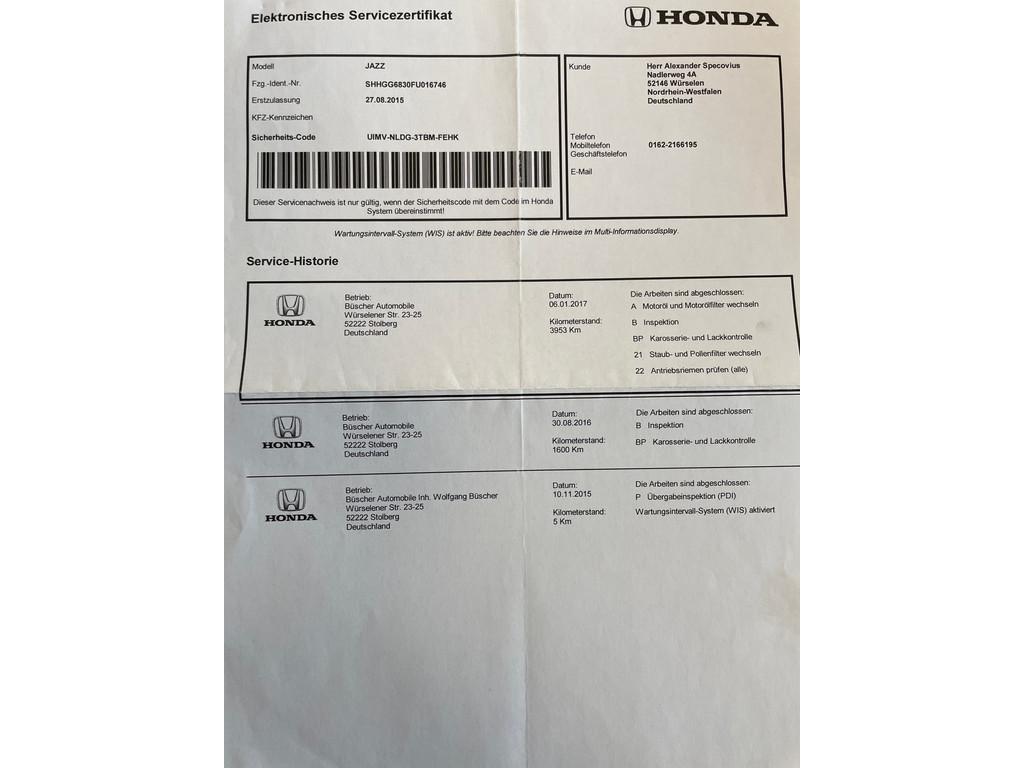 Elektronisches Servicezertifikat
HONDA
Modell JAZZ
Fzg.-Ident.-Nr. SHHGG6830FU016746
Erstzulassung 27.08.2015
KFZ-Kennzeichen
Sicherheits-Code UIMV-NLDG-3TBM-FEHK
Dieser Servicenachweis ist nur gültig, wenn der Sicherheitscode mit dem Code im Honda
System übereinstimmt!
Kunde Herr Alexander Specovius
Nadlerweg 4A
52146 Würselen
Nordrhein-Westfalen
Deutschland
Telefon
Mobiltelefon 0162-2166195
Geschäftstelefon
E-Mail
Wartungsintervall-System (WIS) ist aktiv! Bitte beachten Sie die Hinweise im Multi-Informationsdisplay.
Service-Historie
HONDA
Betrieb:
Büscher Automobile
Würselener Str. 23-25
52222 Stolberg
Deutschland
Datum:
06.01.2017
Kilometerstand:
3953 Km
Die Arbeiten sind abgeschlossen:
A Motoröl und Motorölfilter wechseln
B Inspektion
BP Karosserie- und Lackkontrolle
21 Staub- und Pollenfilter wechseln
22 Antriebsriemen prüfen (alle)
HONDA
Betrieb:
Büscher Automobile
Würselener Str. 23-25
52222 Stolberg
Deutschland
Datum:
30.08.2016
Kilometerstand:
1600 Km
Die Arbeiten sind abgeschlossen:
B Inspektion
BP Karosserie- und Lackkontrolle
HONDA
Betrieb:
Büscher Automobile Inh. Wolfgang Büscher
Würselener Str. 23-25
52222 Stolberg
Deutschland
Datum:
10.11.2015
Kilometerstand:
5 Km
Die Arbeiten sind abgeschlossen:
P Übergabeinspektion (PDI)
Wartungsintervall-System (WIS) aktiviert